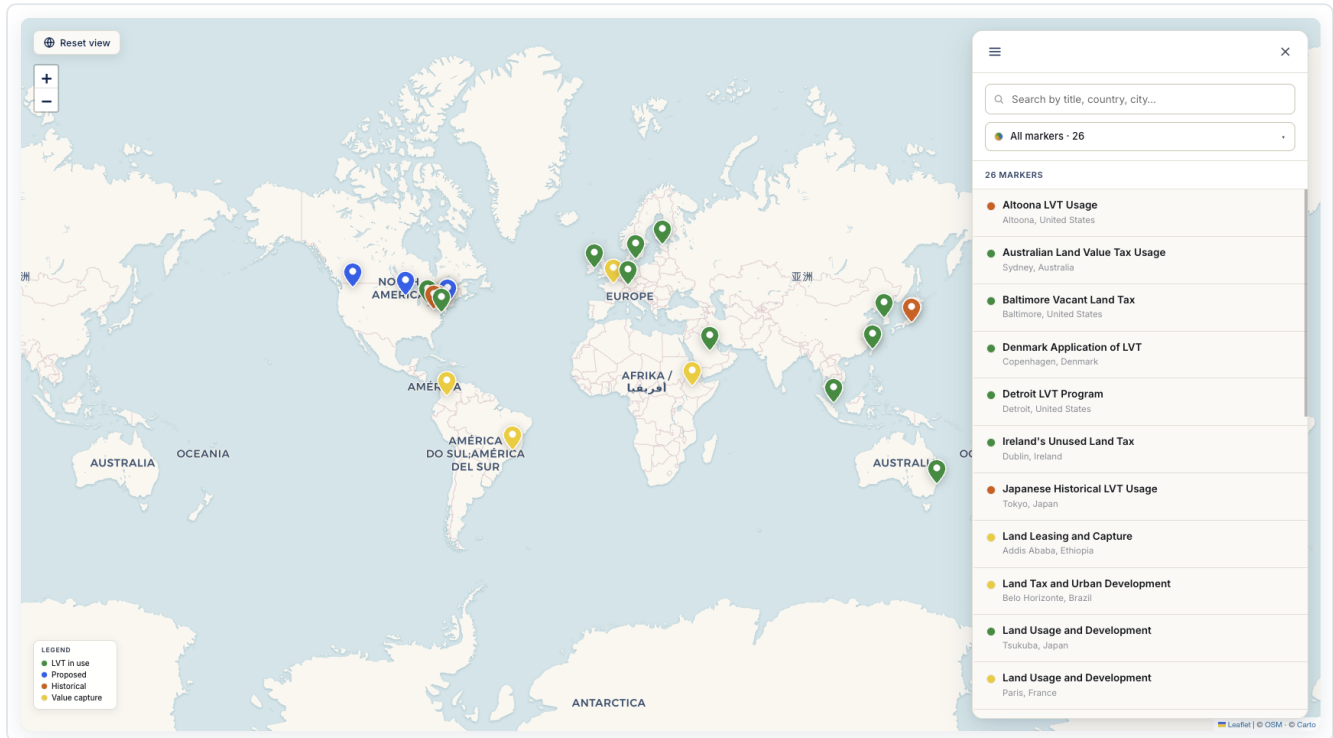 Reset view
+
−
洲
NORTH
AMERICA
EUROPE
亚洲
AFRIKA /
أفريقيا
AMÉRICA
AMÉRICA
DO SUL;AMÉRICA
DEL SUR
AUSTRALIA
OCEANIA
AUSTRALI
OC
ANTARCTICA
LEGEND
LVT in use
Proposed
Historical
Value capture
Search by title, country, city...
All markers · 26
26 MARKERS
Altoona LVT Usage
Altoona, United States
Australian Land Value Tax Usage
Sydney, Australia
Baltimore Vacant Land Tax
Baltimore, United States
Denmark Application of LVT
Copenhagen, Denmark
Detroit LVT Program
Detroit, United States
Ireland's Unused Land Tax
Dublin, Ireland
Japanese Historical LVT Usage
Tokyo, Japan
Land Leasing and Capture
Addis Ababa, Ethiopia
Land Tax and Urban Development
Belo Horizonte, Brazil
Land Usage and Development
Tsukuba, Japan
Land Usage and Development
Paris, France
Leaflet | © OSM · © Carto